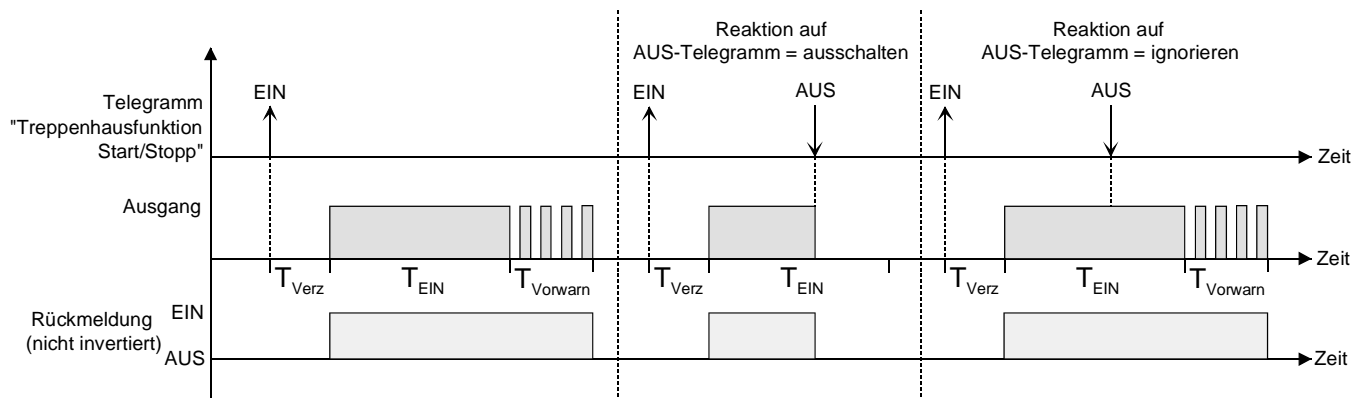 Reaktion auf
AUS-Telegramm = ausschalten
Reaktion auf
AUS-Telegramm = ignorieren
Telegramm
"Treppenhausfunktion
Start/Stopp"
EIN
EIN
AUS
EIN
AUS
Zeit
Ausgang
Zeit
TVerz
TEIN
TVorwarn
TVerz
TEIN
TVerz
TEIN
TVorwarn
Rückmeldung
(nicht invertiert)
EIN
AUS
Zeit